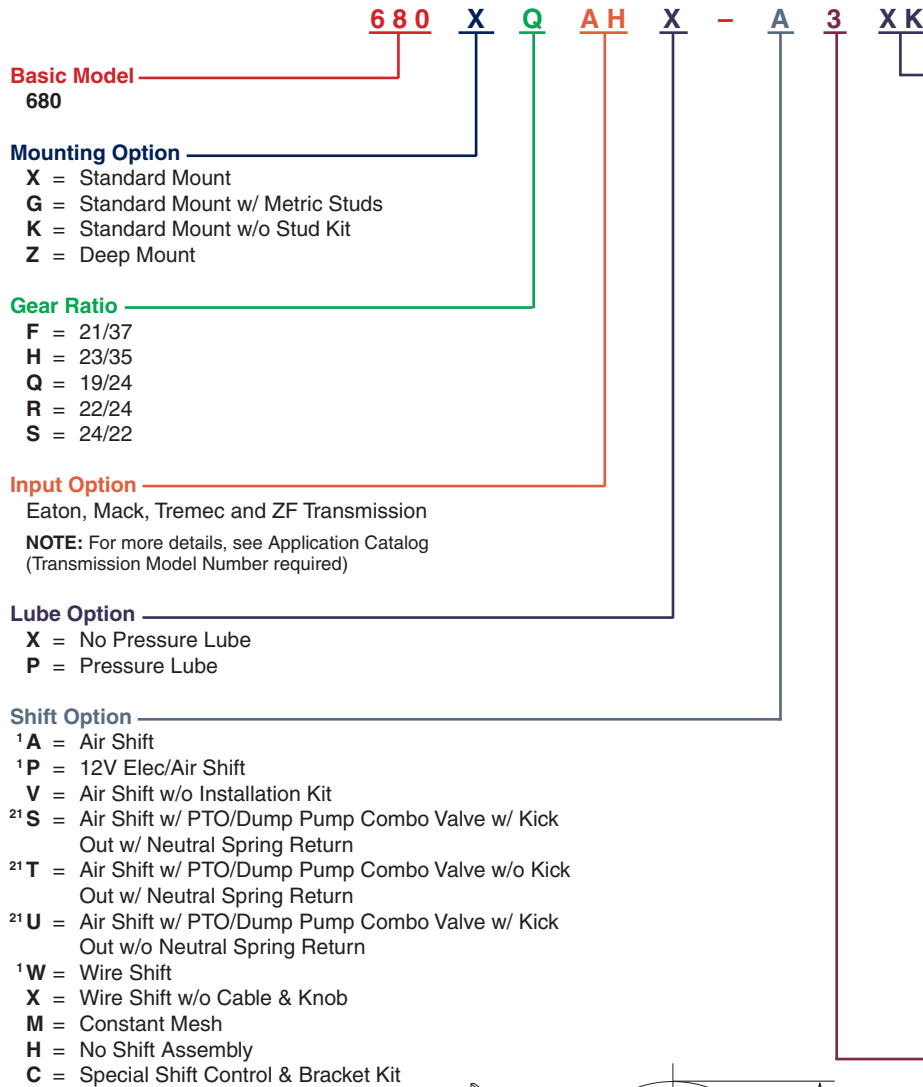 680 X Q AH X – A 3 XK
Basic Model
680
Mounting Option
X = Standard Mount
G = Standard Mount w/ Metric Studs
K = Standard Mount w/o Stud Kit
Z = Deep Mount
Gear Ratio
F = 21/37
H = 23/35
Q = 19/24
R = 22/24
S = 24/22
Input Option
Eaton, Mack, Tremec and ZF Transmission
NOTE: For more details, see Application Catalog
(Transmission Model Number required)
Lube Option
X = No Pressure Lube
P = Pressure Lube
Shift Option
1 A = Air Shift
1 P = 12V Elec/Air Shift
V = Air Shift w/o Installation Kit
21 S = Air Shift w/ PTO/Dump Pump Combo Valve w/ Kick
Out w/ Neutral Spring Return
21 T = Air Shift w/ PTO/Dump Pump Combo Valve w/o Kick
Out w/ Neutral Spring Return
21 U = Air Shift w/ PTO/Dump Pump Combo Valve w/ Kick
Out w/o Neutral Spring Return
1 W = Wire Shift
X = Wire Shift w/o Cable & Knob
M = Constant Mesh
H = No Shift Assembly
C = Special Shift Control & Bracket Kit